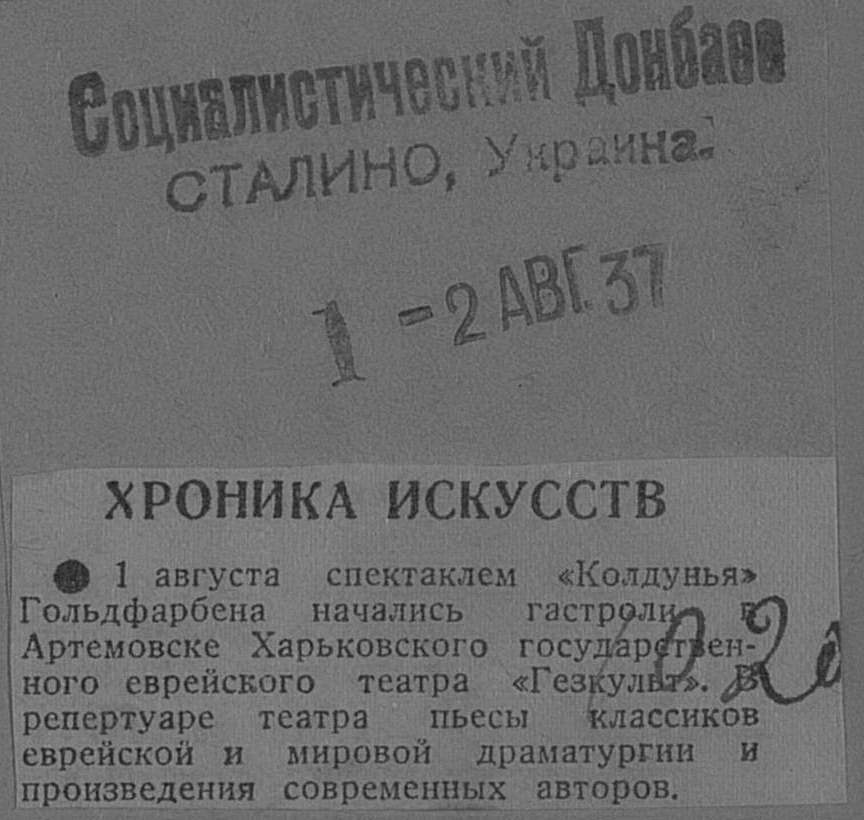 Социалистический Донбасс
СТАЛИНО, Украина.
1 - 2 АВГ. 37
ХРОНИКА ИСКУССТВ
● 1 августа спектаклем «Колдунья»
Гольдфарбена начались гастроли в
Артемовске Харьковского государствен-
ного еврейского театра «Гезкульт». В
репертуаре театра пьесы классиков
еврейской и мировой драматургии и
произведения современных авторов.